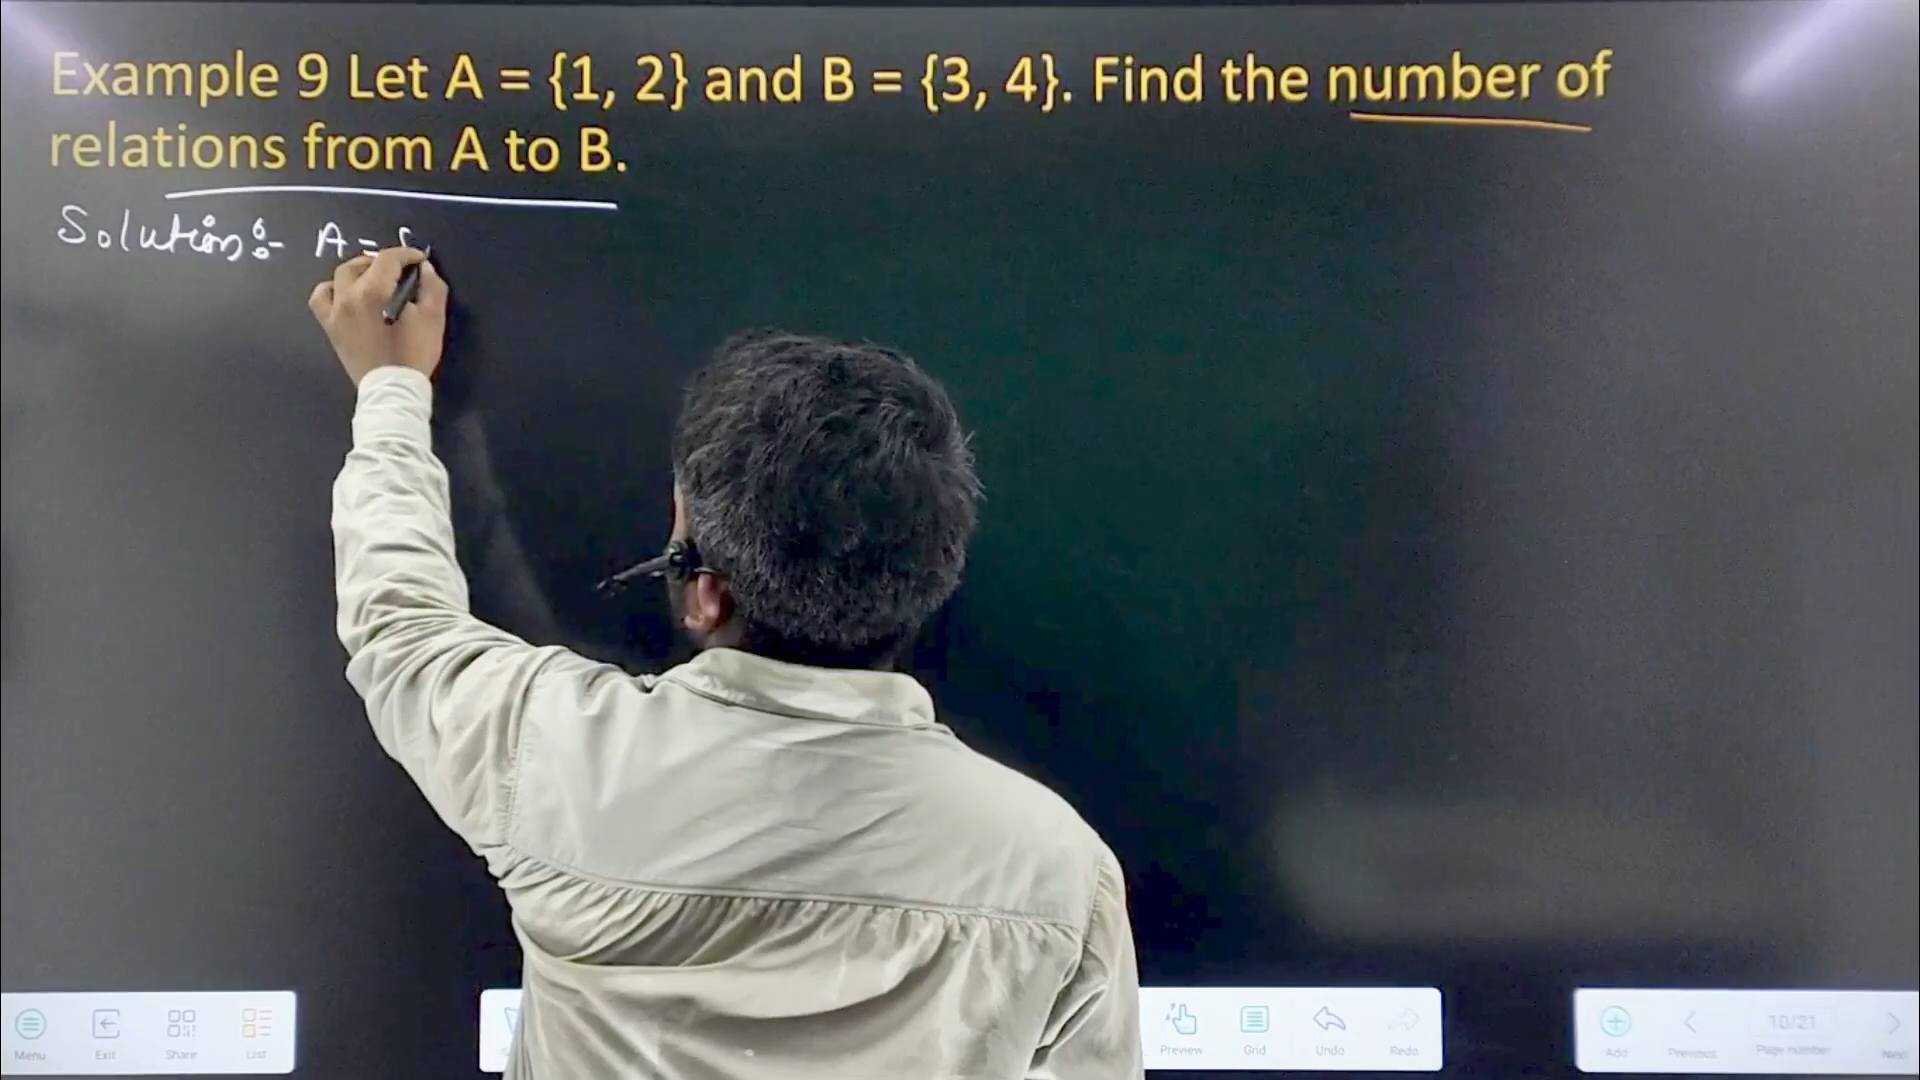 Example 9 Let A = {1, 2} and B = {3, 4}. Find the number of
relations from A to B.
Solution:- A = {
Menu Exit Share List Preview Grid Undo Redo Add Previous 10/21 Page number Next